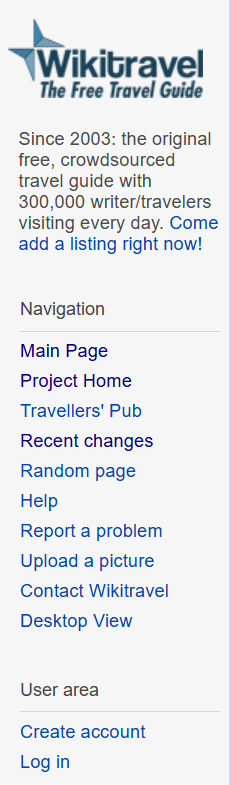 Wikitravel
The Free Travel Guide
Since 2003: the original
free, crowdsourced
travel guide with
300,000 writer/travelers
visiting every day. Come
add a listing right now!
Navigation
Main Page
Project Home
Travellers' Pub
Recent changes
Random page
Help
Report a problem
Upload a picture
Contact Wikitravel
Desktop View
User area
Create account
Log in